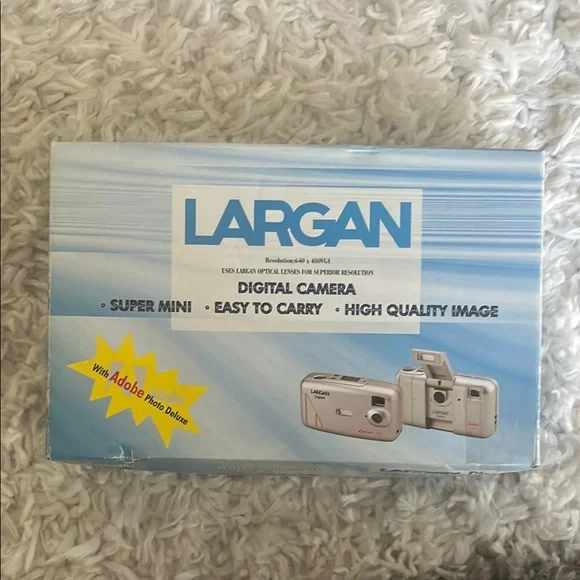 LARGAN
Resolution:640 x 480VGA
USES LARGAN OPTICAL LENSES FOR SUPERIOR RESOLUTION
DIGITAL CAMERA
• SUPER MINI • EASY TO CARRY • HIGH QUALITY IMAGE
With Adobe Photo Deluxe
LARGAN
LARGAN